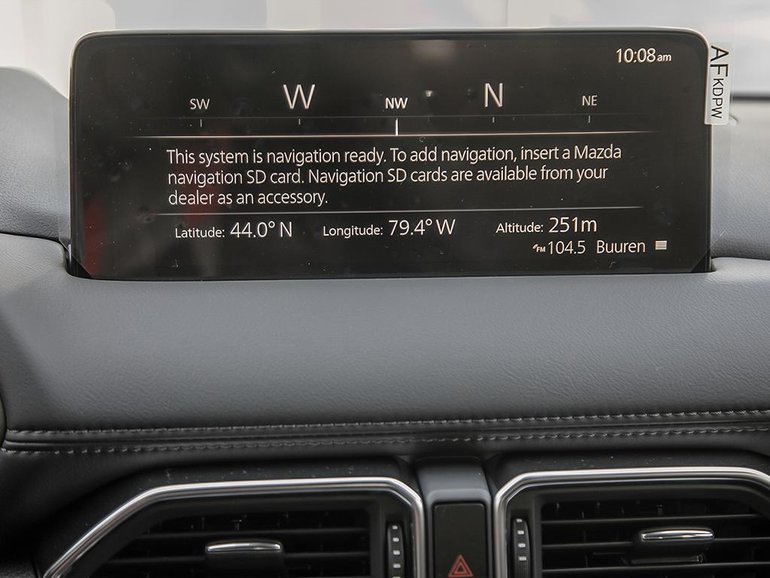 10:08am
SW W NW N NE
This system is navigation ready. To add navigation, insert a Mazda
navigation SD card. Navigation SD cards are available from your
dealer as an accessory.
Latitude: 44.0° N Longitude: 79.4° W Altitude: 251m
FM 104.5 Buuren
AFKDPW